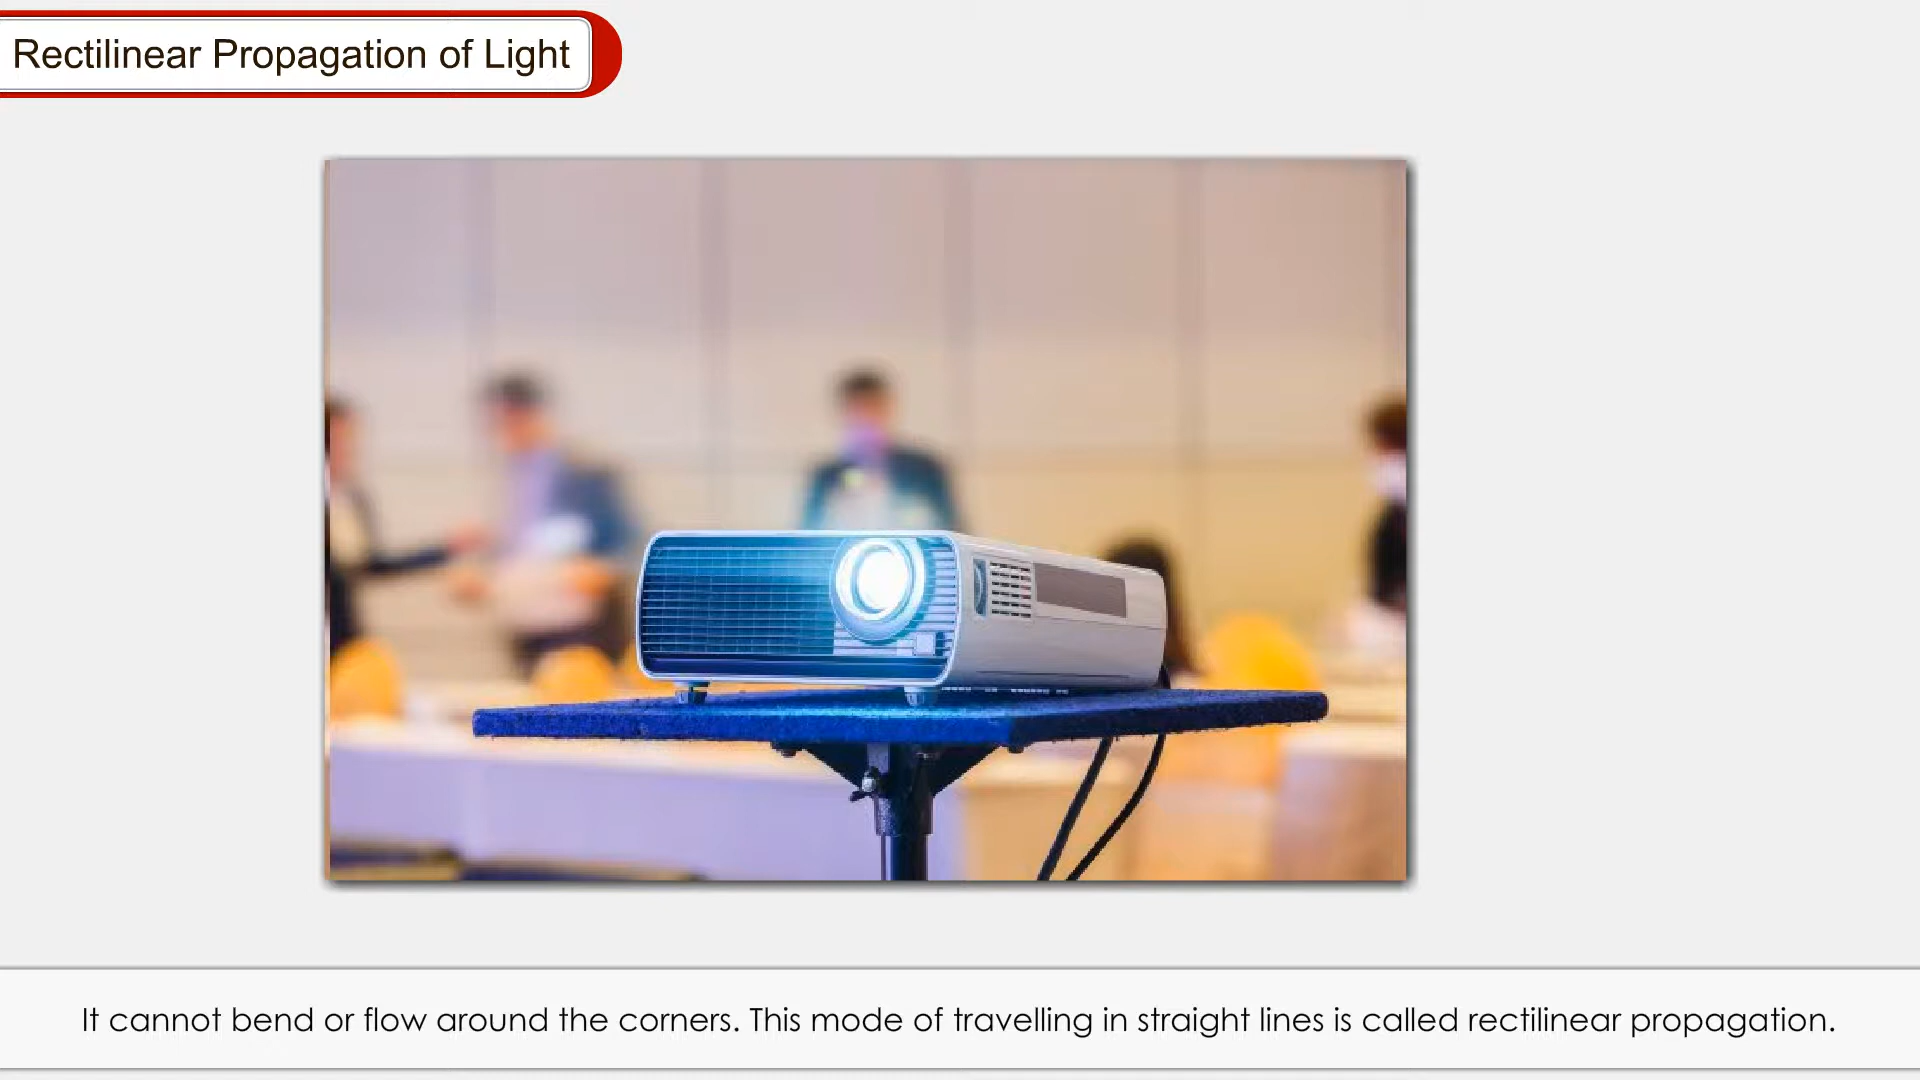 Rectilinear Propagation of Light
It cannot bend or flow around the corners. This mode of travelling in straight lines is called rectilinear propagation.